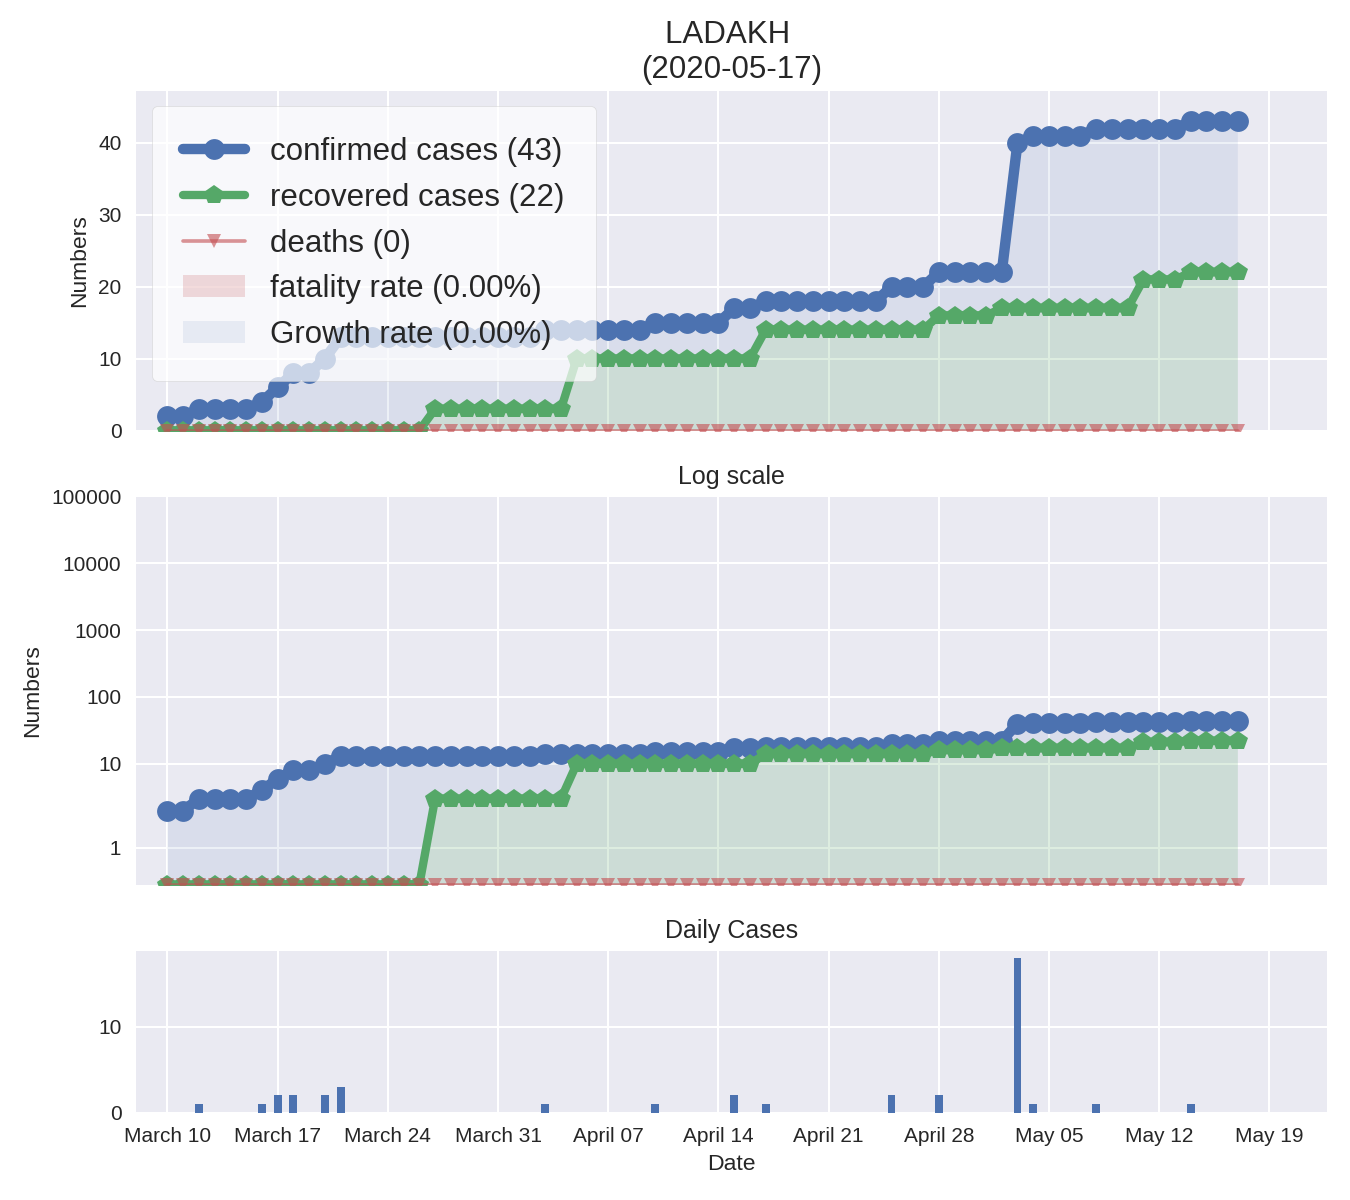 LADAKH
(2020-05-17)
confirmed cases (43)
recovered cases (22)
deaths (0)
fatality rate (0.00%)
Growth rate (0.00%)
Numbers
40
30
20
10
0
Log scale
Numbers
100000
10000
1000
100
10
1
Daily Cases
10
0
March 10 March 17 March 24 March 31 April 07 April 14 April 21 April 28 May 05 May 12 May 19
Date